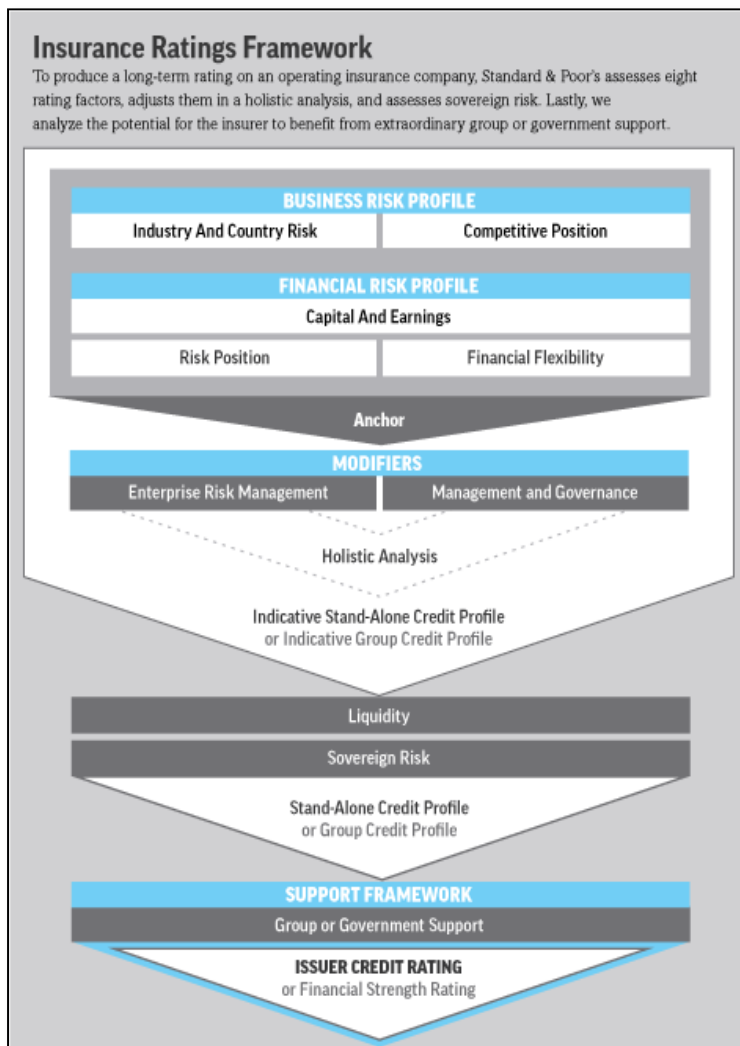 Insurance Ratings Framework
To produce a long-term rating on an operating insurance company, Standard & Poor's assesses eight
rating factors, adjusts them in a holistic analysis, and assesses sovereign risk. Lastly, we
analyze the potential for the insurer to benefit from extraordinary group or government support.
BUSINESS RISK PROFILE
Industry And Country Risk
Competitive Position
FINANCIAL RISK PROFILE
Capital And Earnings
Risk Position
Financial Flexibility
Anchor
MODIFIERS
Enterprise Risk Management
Management and Governance
Holistic Analysis
Indicative Stand-Alone Credit Profile
or Indicative Group Credit Profile
Liquidity
Sovereign Risk
Stand-Alone Credit Profile
or Group Credit Profile
SUPPORT FRAMEWORK
Group or Government Support
ISSUER CREDIT RATING
or Financial Strength Rating